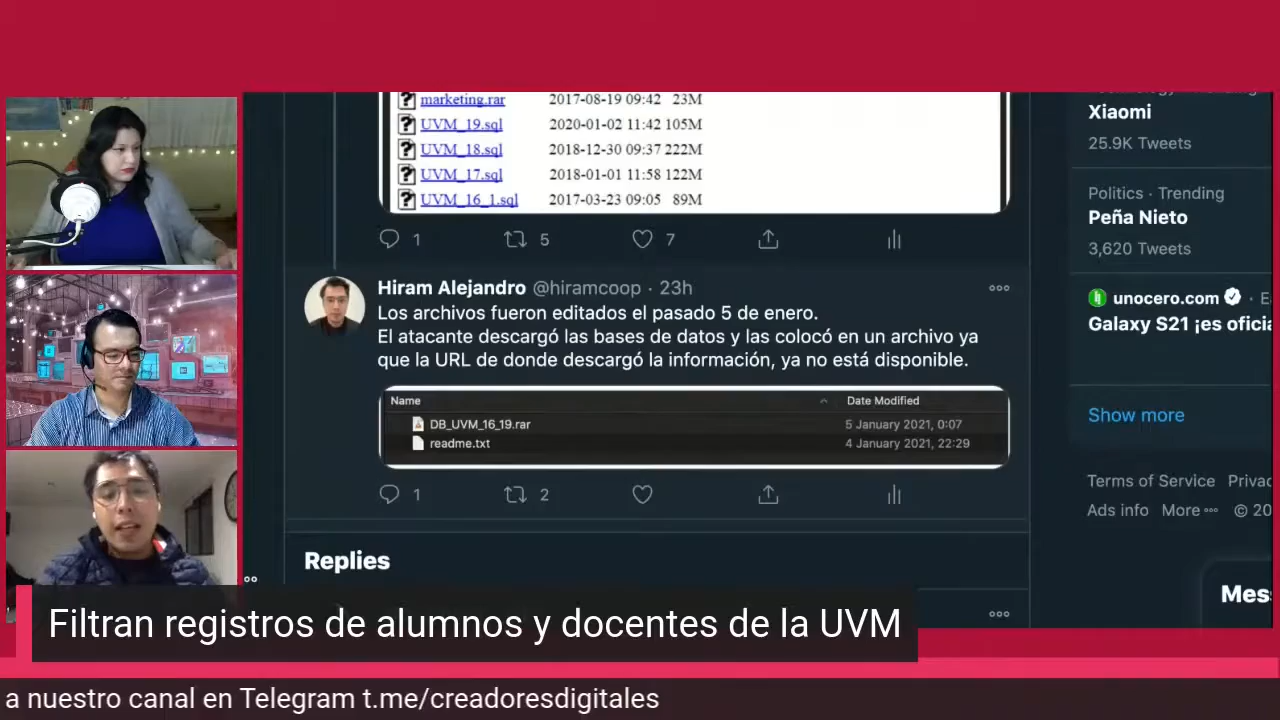 marketing.rar 2017-08-19 09:42 23M
UVM_19.sql 2020-01-02 11:42 105M
UVM_18.sql 2018-12-30 09:37 222M
UVM_17.sql 2018-01-01 11:58 122M
UVM_16_1.sql 2017-03-23 09:05 89M
1 5 7
Hiram Alejandro @hiramcoop · 23h
Los archivos fueron editados el pasado 5 de enero.
El atacante descargó las bases de datos y las colocó en un archivo ya
que la URL de donde descargó la información, ya no está disponible.
Name Date Modified
DB_UVM_16_19.rar 5 January 2021, 0:07
readme.txt 4 January 2021, 22:29
1 2
Replies
Xiaomi
25.9K Tweets
Politics · Trending
Peña Nieto
3,620 Tweets
unocero.com · E
Galaxy S21 ¡es oficia
Show more
Terms of Service Privac
Ads info More ··· © 20
Mes
Filtran registros de alumnos y docentes de la UVM
a nuestro canal en Telegram t.me/creadoresdigitales